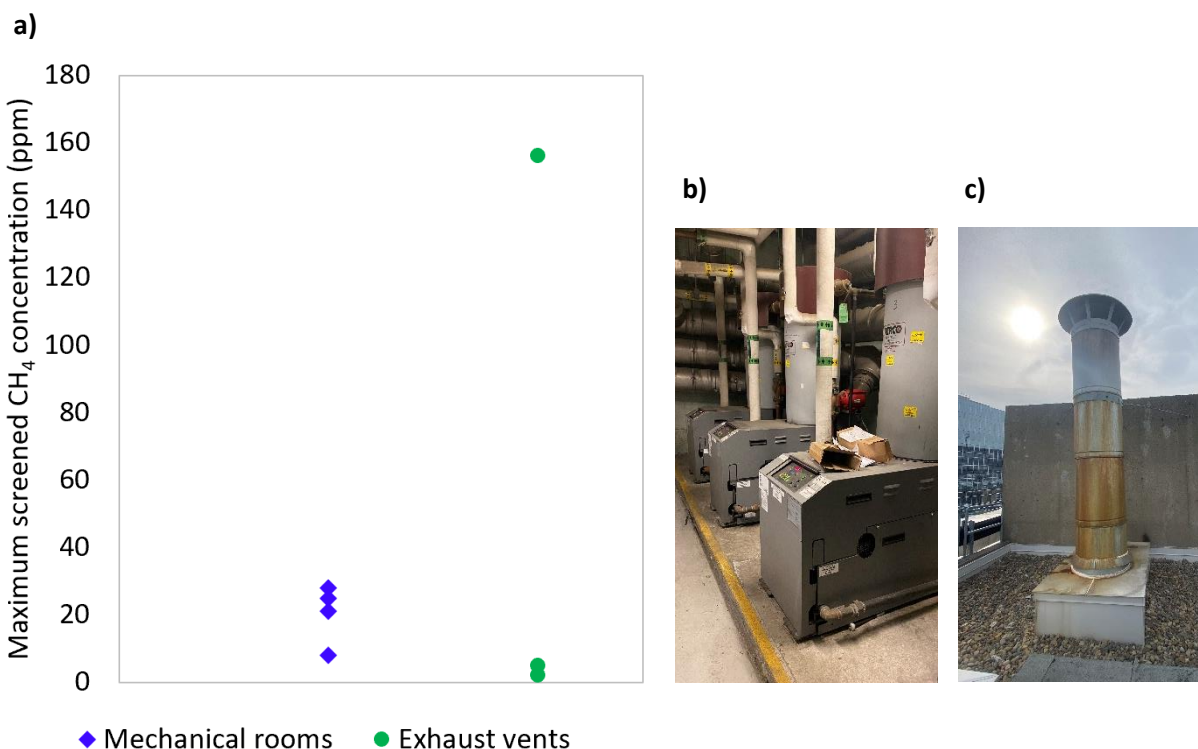 a)
Maximum screened CH₄ concentration (ppm)
180
160
140
120
100
80
60
40
20
0
Mechanical rooms
Exhaust vents
b)
c)